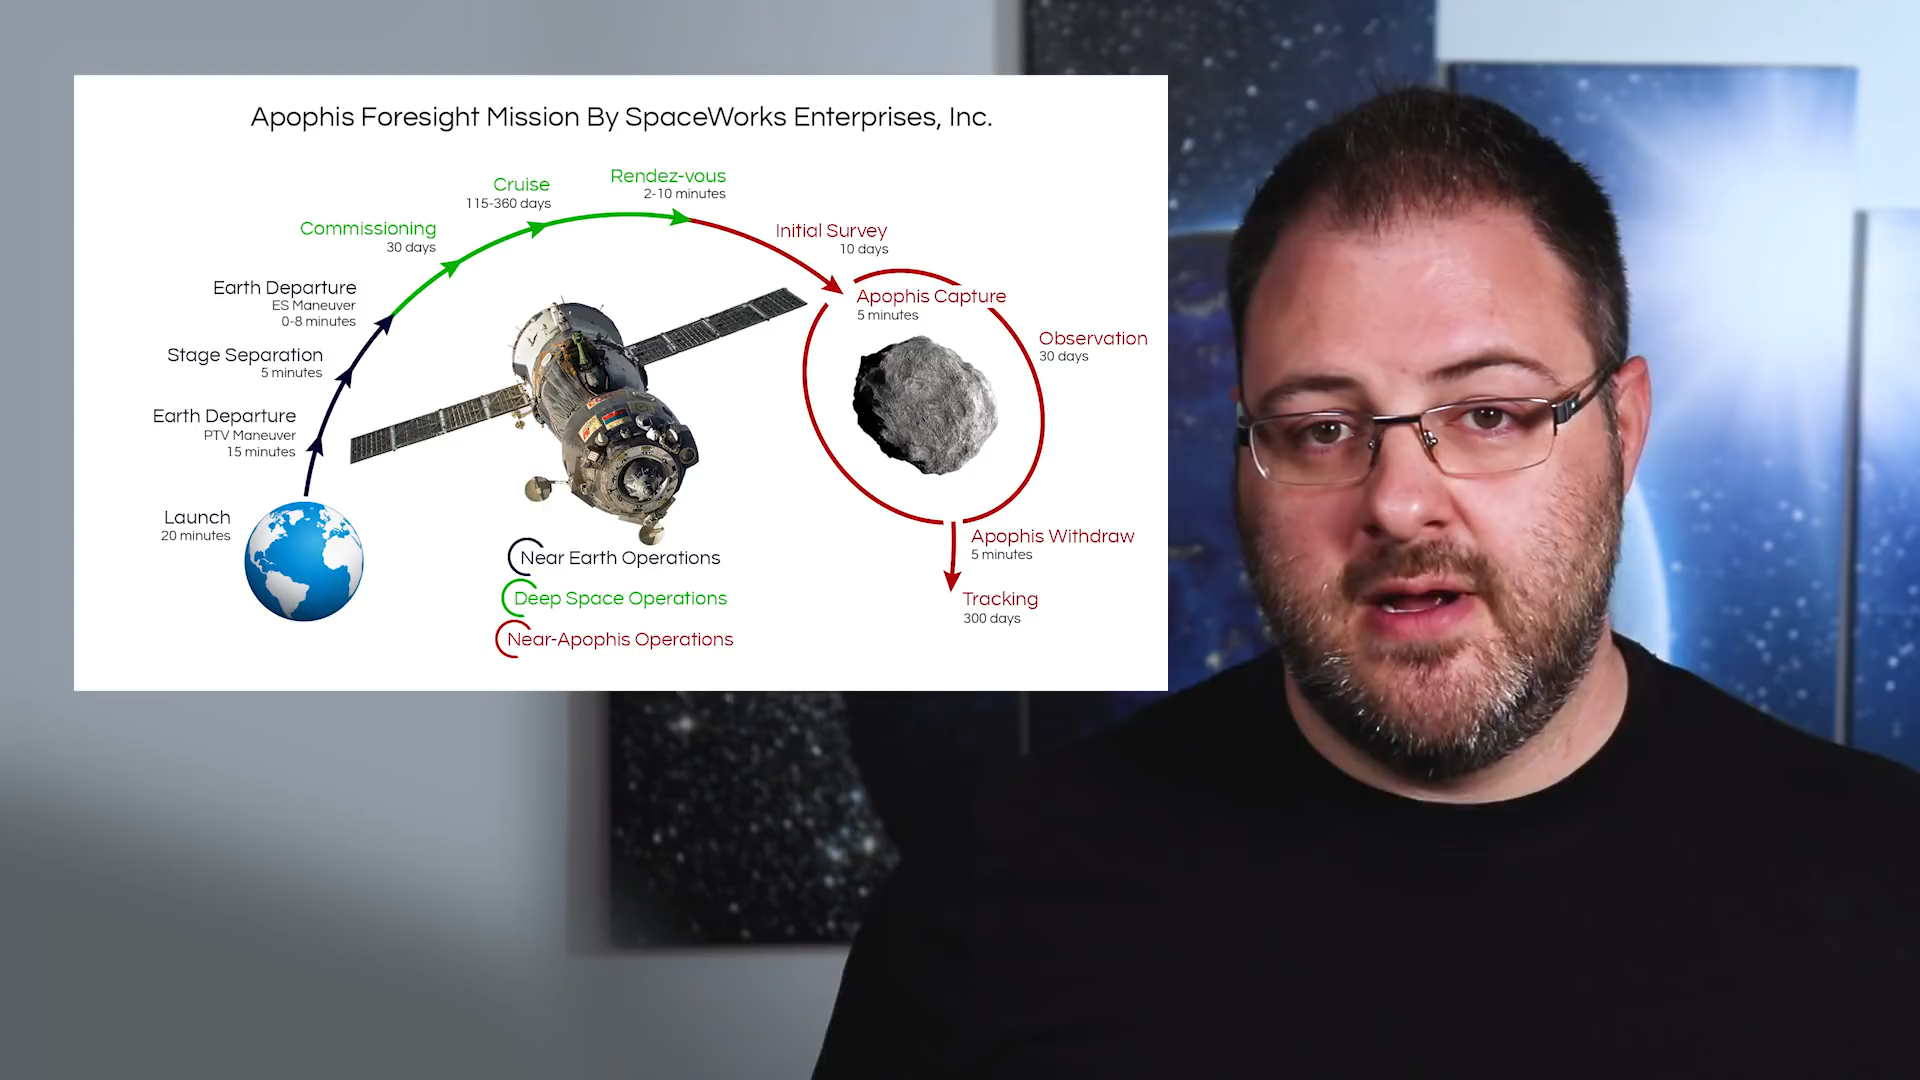 Apophis Foresight Mission By SpaceWorks Enterprises, Inc.
Launch
20 minutes
Earth Departure
PTV Maneuver
15 minutes
Stage Separation
5 minutes
Earth Departure
ES Maneuver
0-8 minutes
Commissioning
30 days
Cruise
115-360 days
Rendez-vous
2-10 minutes
Initial Survey
10 days
Apophis Capture
5 minutes
Observation
30 days
Apophis Withdraw
5 minutes
Tracking
300 days
Near Earth Operations
Deep Space Operations
Near-Apophis Operations